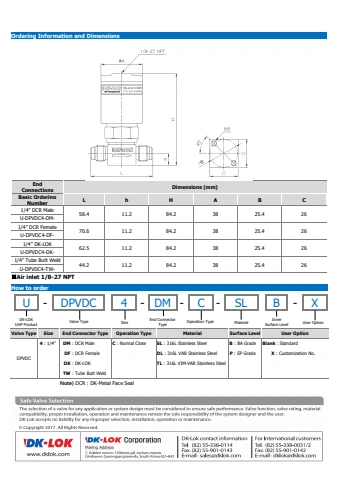 Ordering Information and Dimensions
1/8-27 NPT
End Connections
Basic Ordering Number
Dimensions (mm)
L h H A B C
1/4" DCR Male
U-DPVDC4-DM- 58.4 11.2 84.2 38 25.4 26
1/4" DCR Female
U-DPVDC4-DF- 70.6 11.2 84.2 38 25.4 26
1/4" DK-LOK
U-DPVDC4-DK- 62.5 11.2 84.2 38 25.4 26
1/4" Tube Butt Weld
U-DPVDC4-TW- 44.2 11.2 84.2 38 25.4 26
■Air inlet 1/8-27 NPT
How to order
U - DPVDC 4 - DM - C - SL B - X
DK-LOK UHP Product
Valve Type
Size
End Connector Type
Operation Type
Material
Inner Surface Level
User Option
Valve Type Size End Connector Type Operation Type Material Surface Level User Option
DPVDC
4 : 1/4" DM : DCR Male C : Normal Close SL : 316L Stainless Steel B : BA Grade Blank : Standard
DF : DCR Female DL : 316L VAR Stainless Steel P : EP Grade X : Customization No.
DK : DK-LOK TL : 316L VIM-VAR Stainless Steel
TW : Tube Butt Weld
Note) DCR : DK-Metal Face Seal
Safe Valve Selection
The selection of a valve for any application or system design must be considered to ensure safe performance. Valve function, valve rating, material
compatibility, proper installation, operation and maintenance remain the sole responsibility of the system designer and the user.
DK-Lok accepts no liability for any improper selection, installation, operation or maintenance.
© Copyright 2017. All Rights Reserved.
DK-LOK
www.dklok.com
DK-LOK Corporation
Mailing Address
DK-Lok contact information
Tel. (82) 55-338-0114
Fax. (82) 55-901-0143
E-mail : sales@dklok.com
For International customers
Tel. (82) 55-338-0031/2
Fax. (82) 55-901-0142
E-mail : dklok@dklok.com